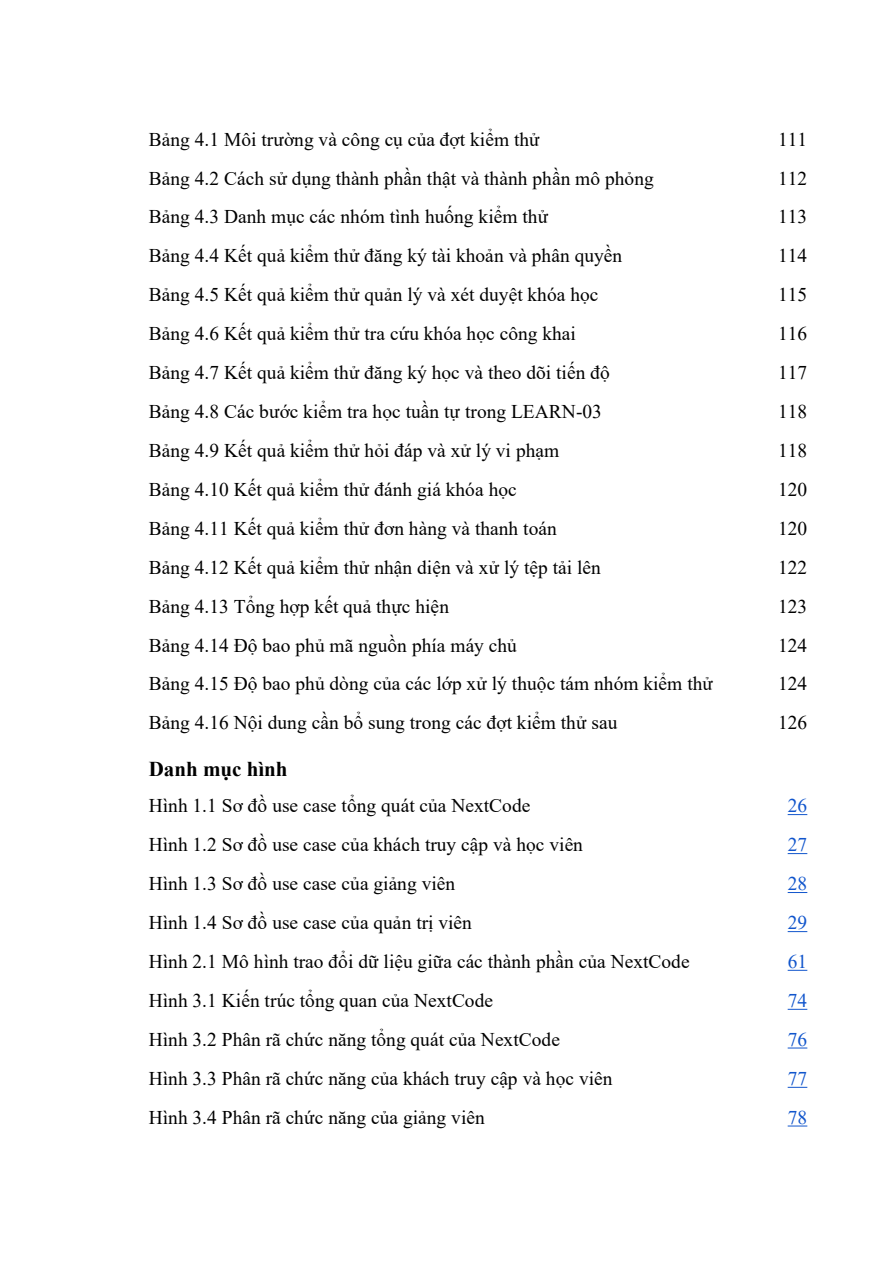 Bảng 4.1 Môi trường và công cụ của đợt kiểm thử 111
Bảng 4.2 Cách sử dụng thành phần thật và thành phần mô phỏng 112
Bảng 4.3 Danh mục các nhóm tình huống kiểm thử 113
Bảng 4.4 Kết quả kiểm thử đăng ký tài khoản và phân quyền 114
Bảng 4.5 Kết quả kiểm thử quản lý và xét duyệt khóa học 115
Bảng 4.6 Kết quả kiểm thử tra cứu khóa học công khai 116
Bảng 4.7 Kết quả kiểm thử đăng ký học và theo dõi tiến độ 117
Bảng 4.8 Các bước kiểm tra học tuần tự trong LEARN-03 118
Bảng 4.9 Kết quả kiểm thử hỏi đáp và xử lý vi phạm 118
Bảng 4.10 Kết quả kiểm thử đánh giá khóa học 120
Bảng 4.11 Kết quả kiểm thử đơn hàng và thanh toán 120
Bảng 4.12 Kết quả kiểm thử nhận diện và xử lý tệp tải lên 122
Bảng 4.13 Tổng hợp kết quả thực hiện 123
Bảng 4.14 Độ bao phủ mã nguồn phía máy chủ 124
Bảng 4.15 Độ bao phủ dòng của các lớp xử lý thuộc tám nhóm kiểm thử 124
Bảng 4.16 Nội dung cần bổ sung trong các đợt kiểm thử sau 126
Danh mục hình
Hình 1.1 Sơ đồ use case tổng quát của NextCode 26
Hình 1.2 Sơ đồ use case của khách truy cập và học viên 27
Hình 1.3 Sơ đồ use case của giảng viên 28
Hình 1.4 Sơ đồ use case của quản trị viên 29
Hình 2.1 Mô hình trao đổi dữ liệu giữa các thành phần của NextCode 61
Hình 3.1 Kiến trúc tổng quan của NextCode 74
Hình 3.2 Phân rã chức năng tổng quát của NextCode 76
Hình 3.3 Phân rã chức năng của khách truy cập và học viên 77
Hình 3.4 Phân rã chức năng của giảng viên 78